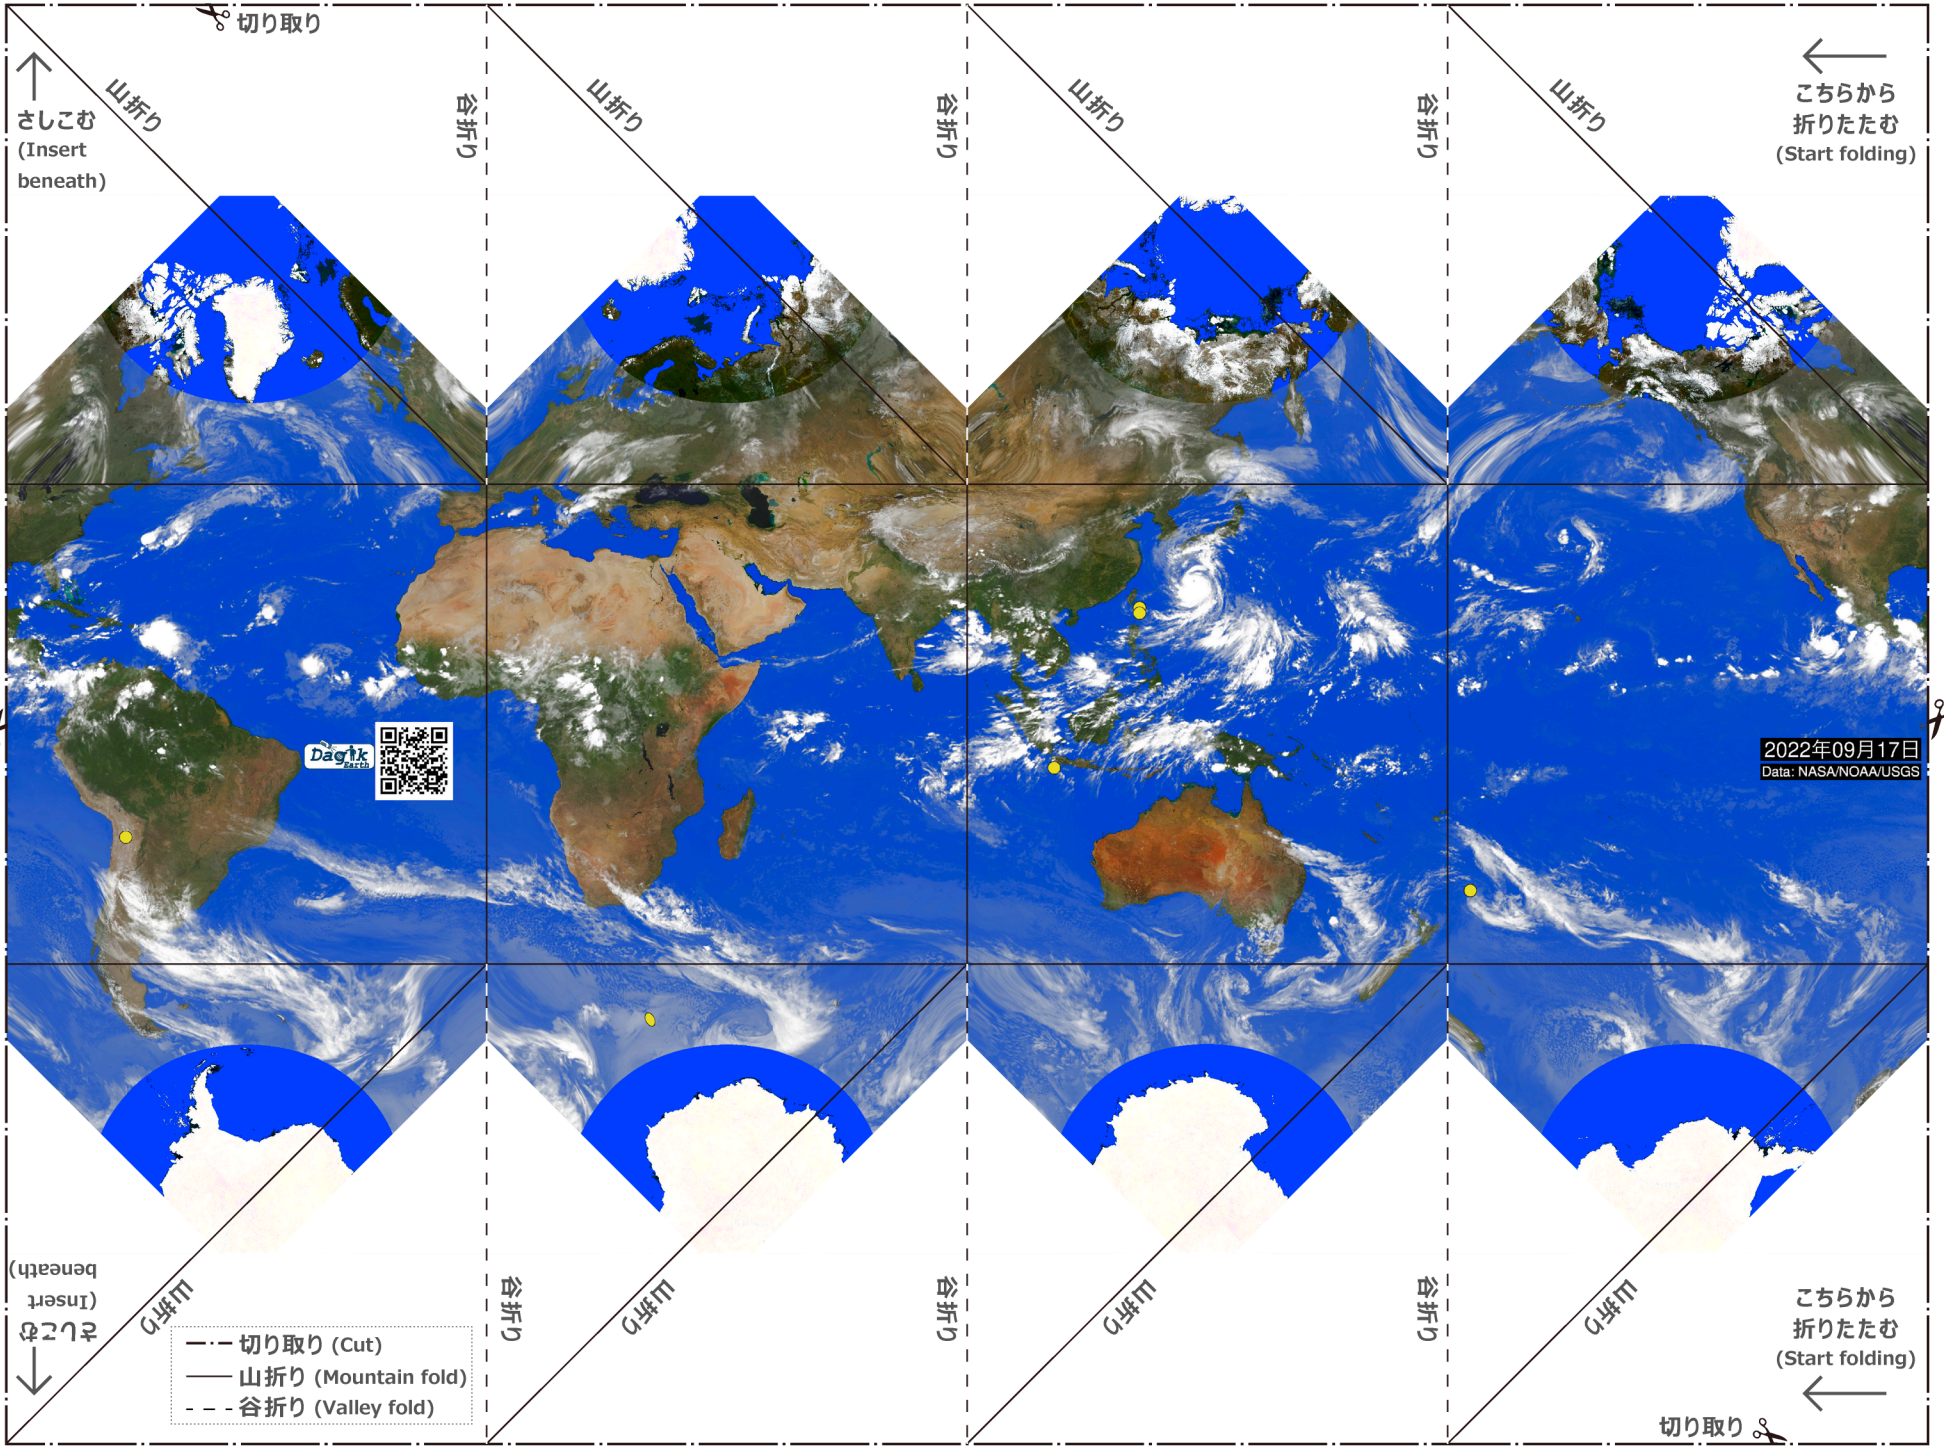 切り取り
さしこむ
(Insert
beneath)
山折り
谷折り
山折り
谷折り
山折り
谷折り
山折り
こちらから
折りたたむ
(Start folding)
Dagik
Earth
2022年09月17日
Data: NASA/NOAA/USGS
さしこむ
(Insert
beneath)
山折り
谷折り
山折り
谷折り
山折り
谷折り
山折り
こちらから
折りたたむ
(Start folding)
切り取り (Cut)
山折り (Mountain fold)
谷折り (Valley fold)
切り取り